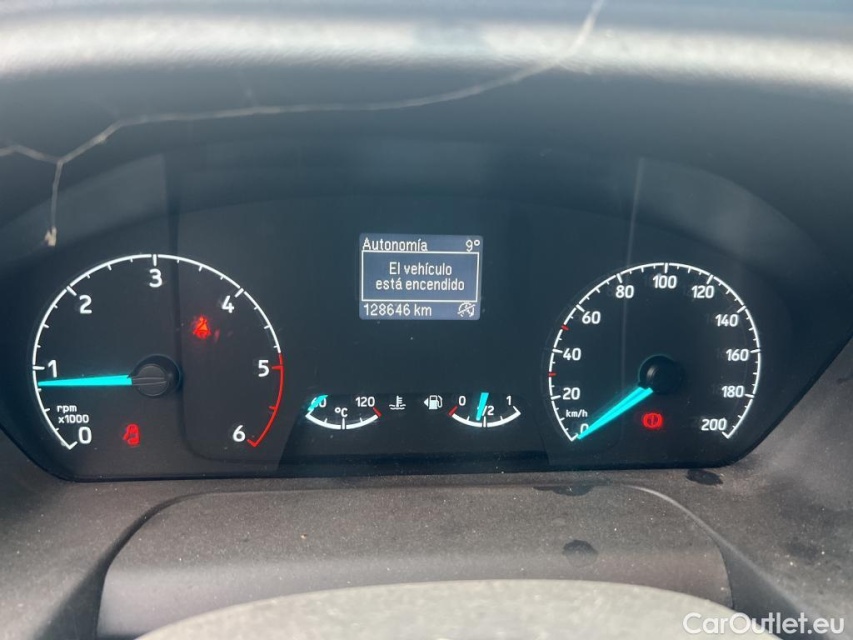 Autonomía 9°
El vehículo
está encendido
128646 km
0 1 2 3 4 5 6
rpm
x1000
40 °C 120
0 1/2 1
0 20 40 60 80 100 120 140 160 180 200
km/h
CarOutlet.eu